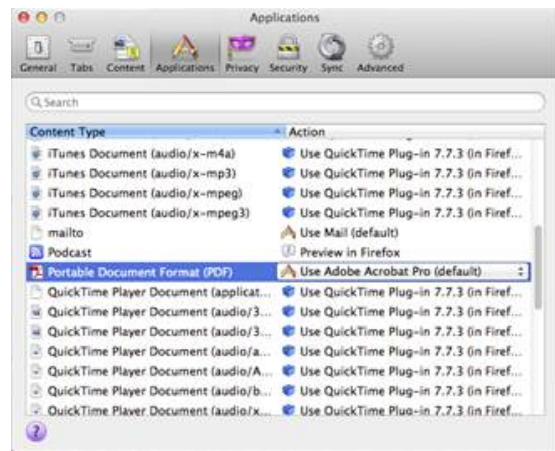 Applications
General Tabs Content Applications Privacy Security Sync Advanced
Search
Content Type Action
iTunes Document (audio/x-m4a) Use QuickTime Plug-in 7.7.3 (in Firef...
iTunes Document (audio/x-mp3) Use QuickTime Plug-in 7.7.3 (in Firef...
iTunes Document (audio/x-mpeg) Use QuickTime Plug-in 7.7.3 (in Firef...
iTunes Document (audio/x-mpeg3) Use QuickTime Plug-in 7.7.3 (in Firef...
mailto Use Mail (default)
Podcast Preview in Firefox
Portable Document Format (PDF) Use Adobe Acrobat Pro (default)
QuickTime Player Document (applicat... Use QuickTime Plug-in 7.7.3 (in Firef...
QuickTime Player Document (audio/3... Use QuickTime Plug-in 7.7.3 (in Firef...
QuickTime Player Document (audio/3... Use QuickTime Plug-in 7.7.3 (in Firef...
QuickTime Player Document (audio/a... Use QuickTime Plug-in 7.7.3 (in Firef...
QuickTime Player Document (audio/A... Use QuickTime Plug-in 7.7.3 (in Firef...
QuickTime Player Document (audio/b... Use QuickTime Plug-in 7.7.3 (in Firef...
QuickTime Player Document (audio/x... Use QuickTime Plug-in 7.7.3 (in Firef...
?